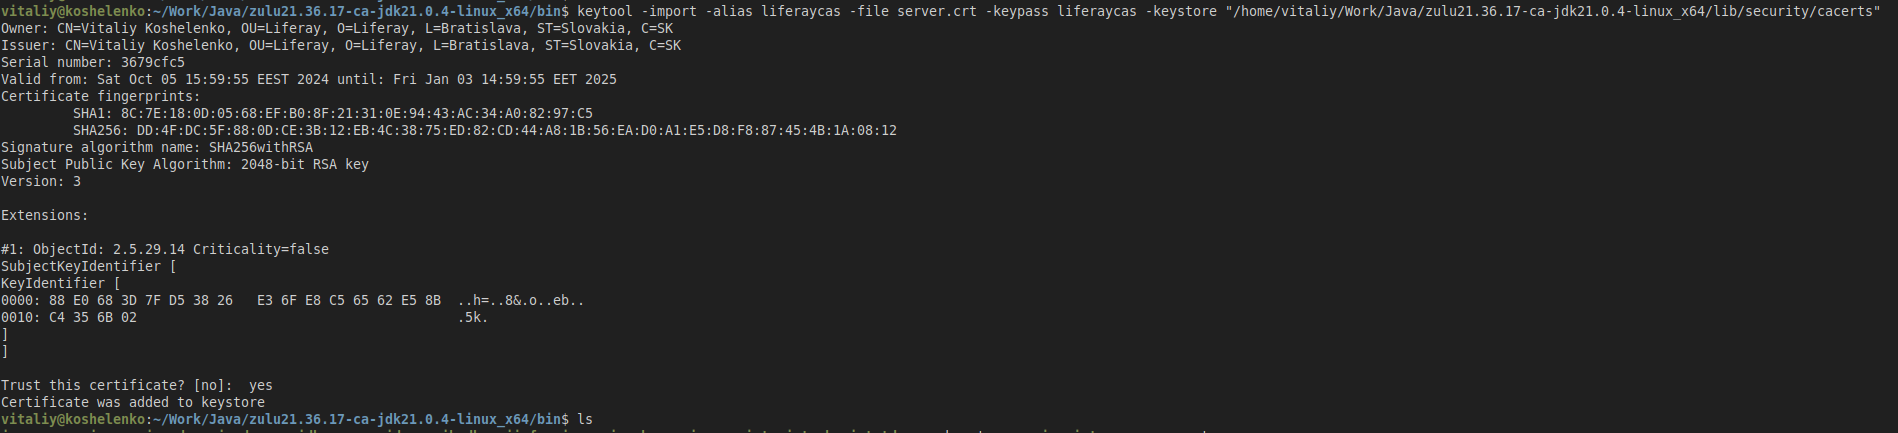 vitaliy@koshelenko:~/Work/Java/zulu21.36.17-ca-jdk21.0.4-linux_x64/bin$ keytool -import -alias liferaycas -file server.crt -keypass liferaycas -keystore "/home/vitaliy/Work/Java/zulu21.36.17-ca-jdk21.0.4-linux_x64/lib/security/cacerts"
Owner: CN=Vitaliy Koshelenko, OU=Liferay, O=Liferay, L=Bratislava, ST=Slovakia, C=SK
Issuer: CN=Vitaliy Koshelenko, OU=Liferay, O=Liferay, L=Bratislava, ST=Slovakia, C=SK
Serial number: 3679cfc5
Valid from: Sat Oct 05 15:59:55 EEST 2024 until: Fri Jan 03 14:59:55 EET 2025
Certificate fingerprints:
         SHA1: 8C:7E:18:0D:05:68:EF:B0:8F:21:31:0E:94:43:AC:34:A0:82:97:C5
         SHA256: DD:4F:DC:5F:88:0D:CE:3B:12:EB:4C:38:75:ED:82:CD:44:A8:1B:56:EA:D0:A1:E5:D8:F8:87:45:4B:1A:08:12
Signature algorithm name: SHA256withRSA
Subject Public Key Algorithm: 2048-bit RSA key
Version: 3
Extensions:
#1: ObjectId: 2.5.29.14 Criticality=false
SubjectKeyIdentifier [
KeyIdentifier [
0000: 88 E0 68 3D 7F D5 38 26   E3 6F E8 C5 65 62 E5 8B  ..h=..8&.o..eb..
0010: C4 35 6B 02                                        .5k.
]
]
Trust this certificate? [no]:  yes
Certificate was added to keystore
vitaliy@koshelenko:~/Work/Java/zulu21.36.17-ca-jdk21.0.4-linux_x64/bin$ ls